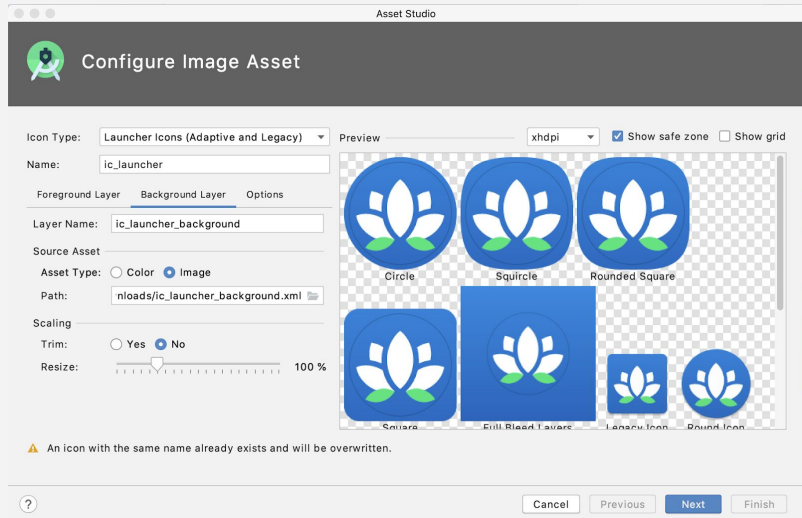 Asset Studio
Configure Image Asset
Icon Type: Launcher Icons (Adaptive and Legacy)
Name: ic_launcher
Foreground Layer Background Layer Options
Layer Name: ic_launcher_background
Source Asset
Asset Type: Color Image
Path: nloads/ic_launcher_background.xml
Scaling
Trim: Yes No
Resize: 100 %
Preview xhdpi Show safe zone Show grid
Circle Squircle Rounded Square
Square Full Bleed Layers Legacy Icon Round Icon
An icon with the same name already exists and will be overwritten.
? Cancel Previous Next Finish